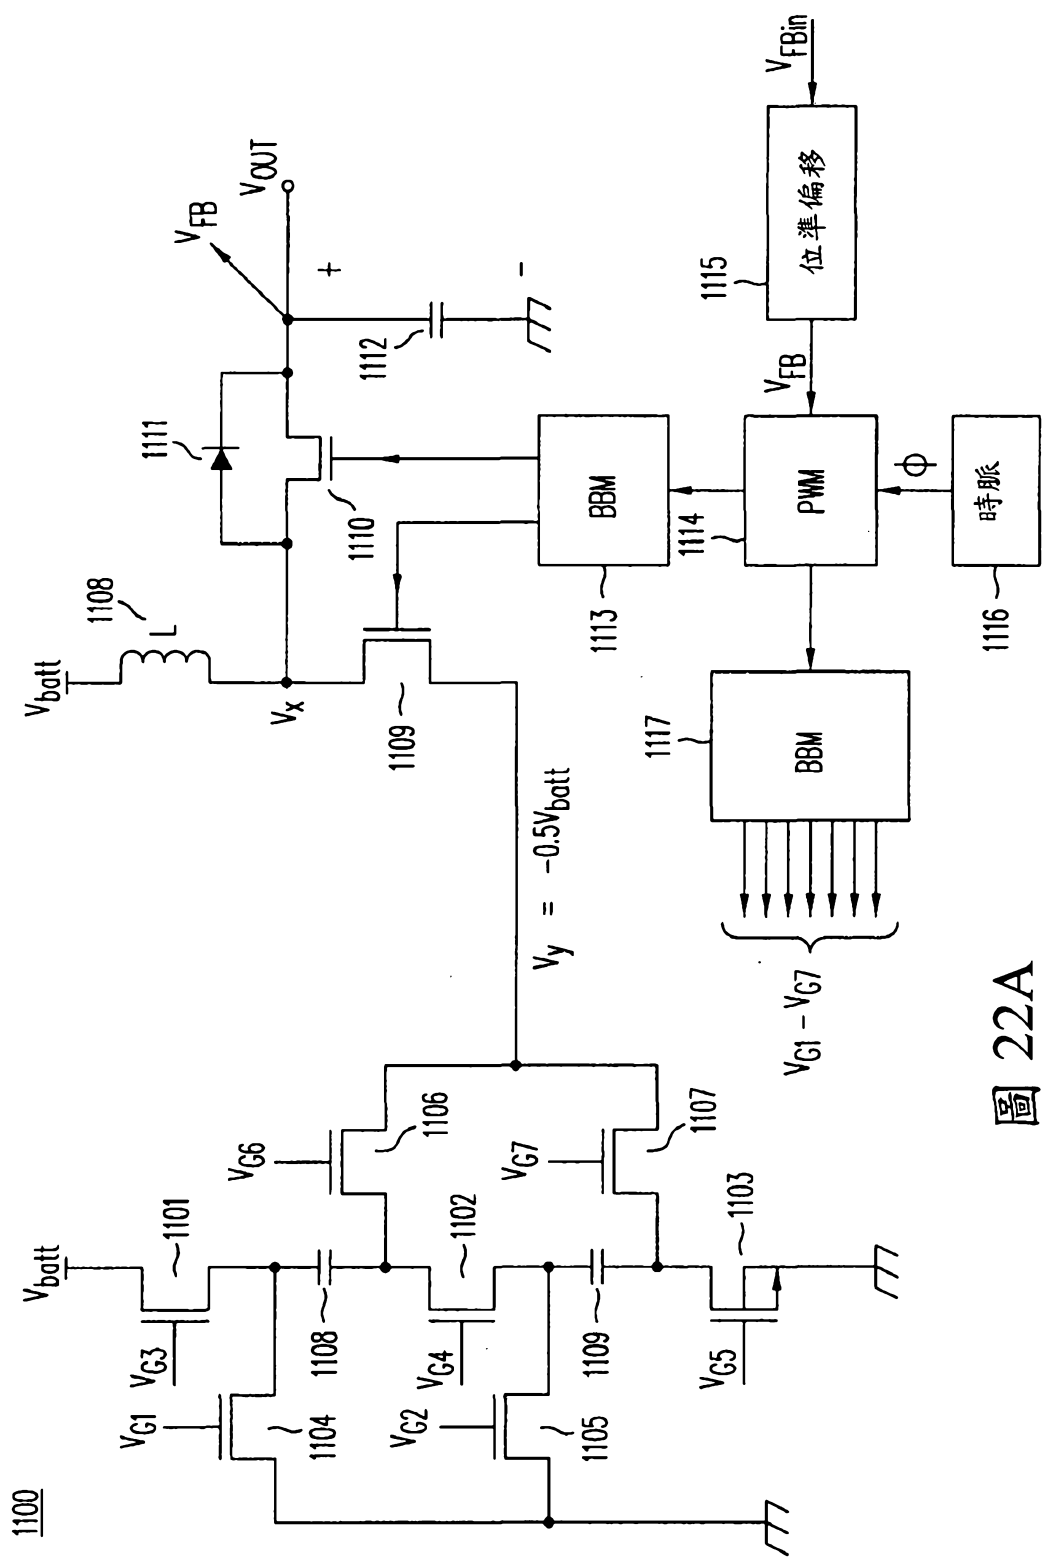 1100
Vbatt
1101
VG3
VG1
1104
1108
VG6
1106
VG4
1102
VG2
1105
1109
VG7
1107
VG5
1103
Vy = -0.5Vbatt
Vbatt
1108
L
Vx
1109
1110
1111
VFB
VOUT
+
-
1112
BBM
1113
PWM
1114
VFB
位準偏移
1115
VFBin
Φ
時脈
1116
BBM
1117
VG1 – VG7
圖 22A